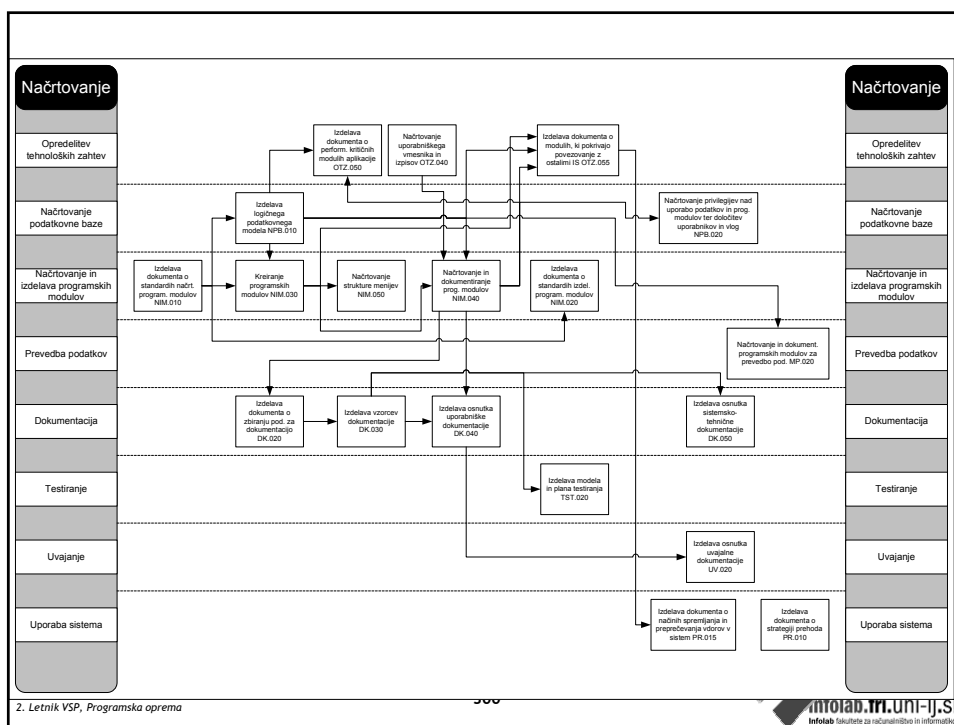 Načrtovanje
Načrtovanje
Opredelitev
tehnoloških zahtev
Izdelava
dokumenta o
perform. kritičnih
modulih aplikacije
OTZ.050
Načrtovanje
uporabniškega
vmesnika in
izpisov OTZ.040
Izdelava dokumenta o
modulih, ki pokrivajo
povezovanje z
ostalimi IS OTZ.055
Opredelitev
tehnoloških zahtev
Načrtovanje
podatkovne baze
Izdelava
logičnega
podatkovnega
modela NPB.010
Načrtovanje privilegijev nad
uporabo podatkov in prog.
modulov ter določitev
uporabnikov in vlog
NPB.020
Načrtovanje
podatkovne baze
Načrtovanje in
izdelava programskih
modulov
Izdelava
dokumenta o
standardih načrt.
program. modulov
NIM.010
Kreiranje
programskih
modulov NIM.030
Načrtovanje
strukture menijev
NIM.050
Načrtovanje in
dokumentiranje
prog. modulov
NIM.040
Izdelava
dokumenta o
standardih izdel.
program. modulov
NIM.020
Načrtovanje in
izdelava programskih
modulov
Prevedba podatkov
Načrtovanje in dokument.
programskih modulov za
prevedbo pod. MP.020
Prevedba podatkov
Dokumentacija
Izdelava
dokumenta o
zbiranju pod. za
dokumentacijo
DK.020
Izdelava vzorcev
dokumentacije
DK.030
Izdelava osnutka
uporabniške
dokumentacije
DK.040
Izdelava osnutka
sistemsko-
tehnične
dokumentacije
DK.050
Dokumentacija
Testiranje
Izdelava modela
in plana testiranja
TST.020
Testiranje
Uvajanje
Izdelava osnutka
uvajalne
dokumentacije
UV.020
Uvajanje
Uporaba sistema
Izdelava dokumenta o
načinih spremljanja in
preprečevanja vdorov v
sistem PR.015
Izdelava
dokumenta o
strategiji prehoda
PR.010
Uporaba sistema
2. Letnik VSP, Programska oprema
Infolab.fri.uni-lj.s
Infolab fakultete za računalništvo in informatiko